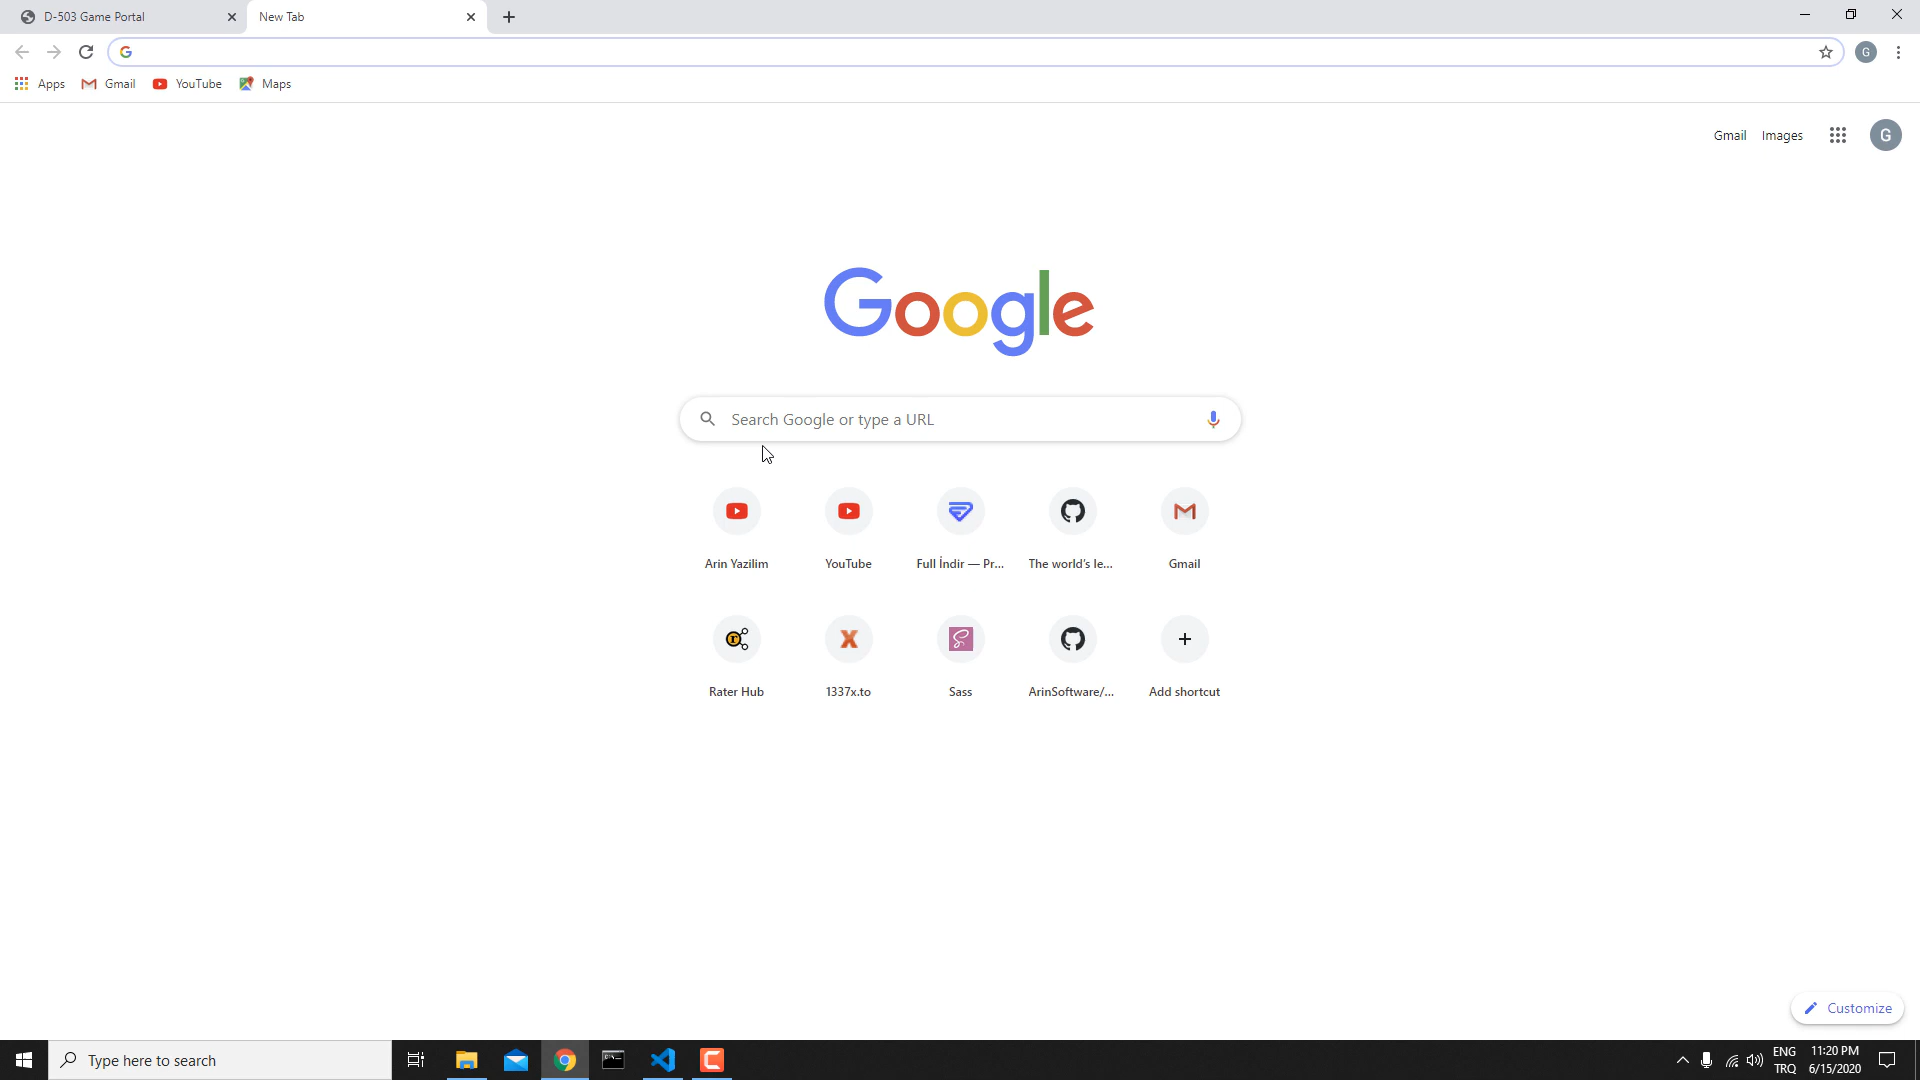 D-503 Game Portal
New Tab
Apps
Gmail
YouTube
Maps
Gmail
Images
G
G
Google
Search Google or type a URL
Arin Yazilim
YouTube
Full İndir — Pr...
The world's le...
Gmail
Rater Hub
1337x.to
Sass
ArinSoftware/...
Add shortcut
Customize
Type here to search
ENG
TRQ
11:20 PM
6/15/2020